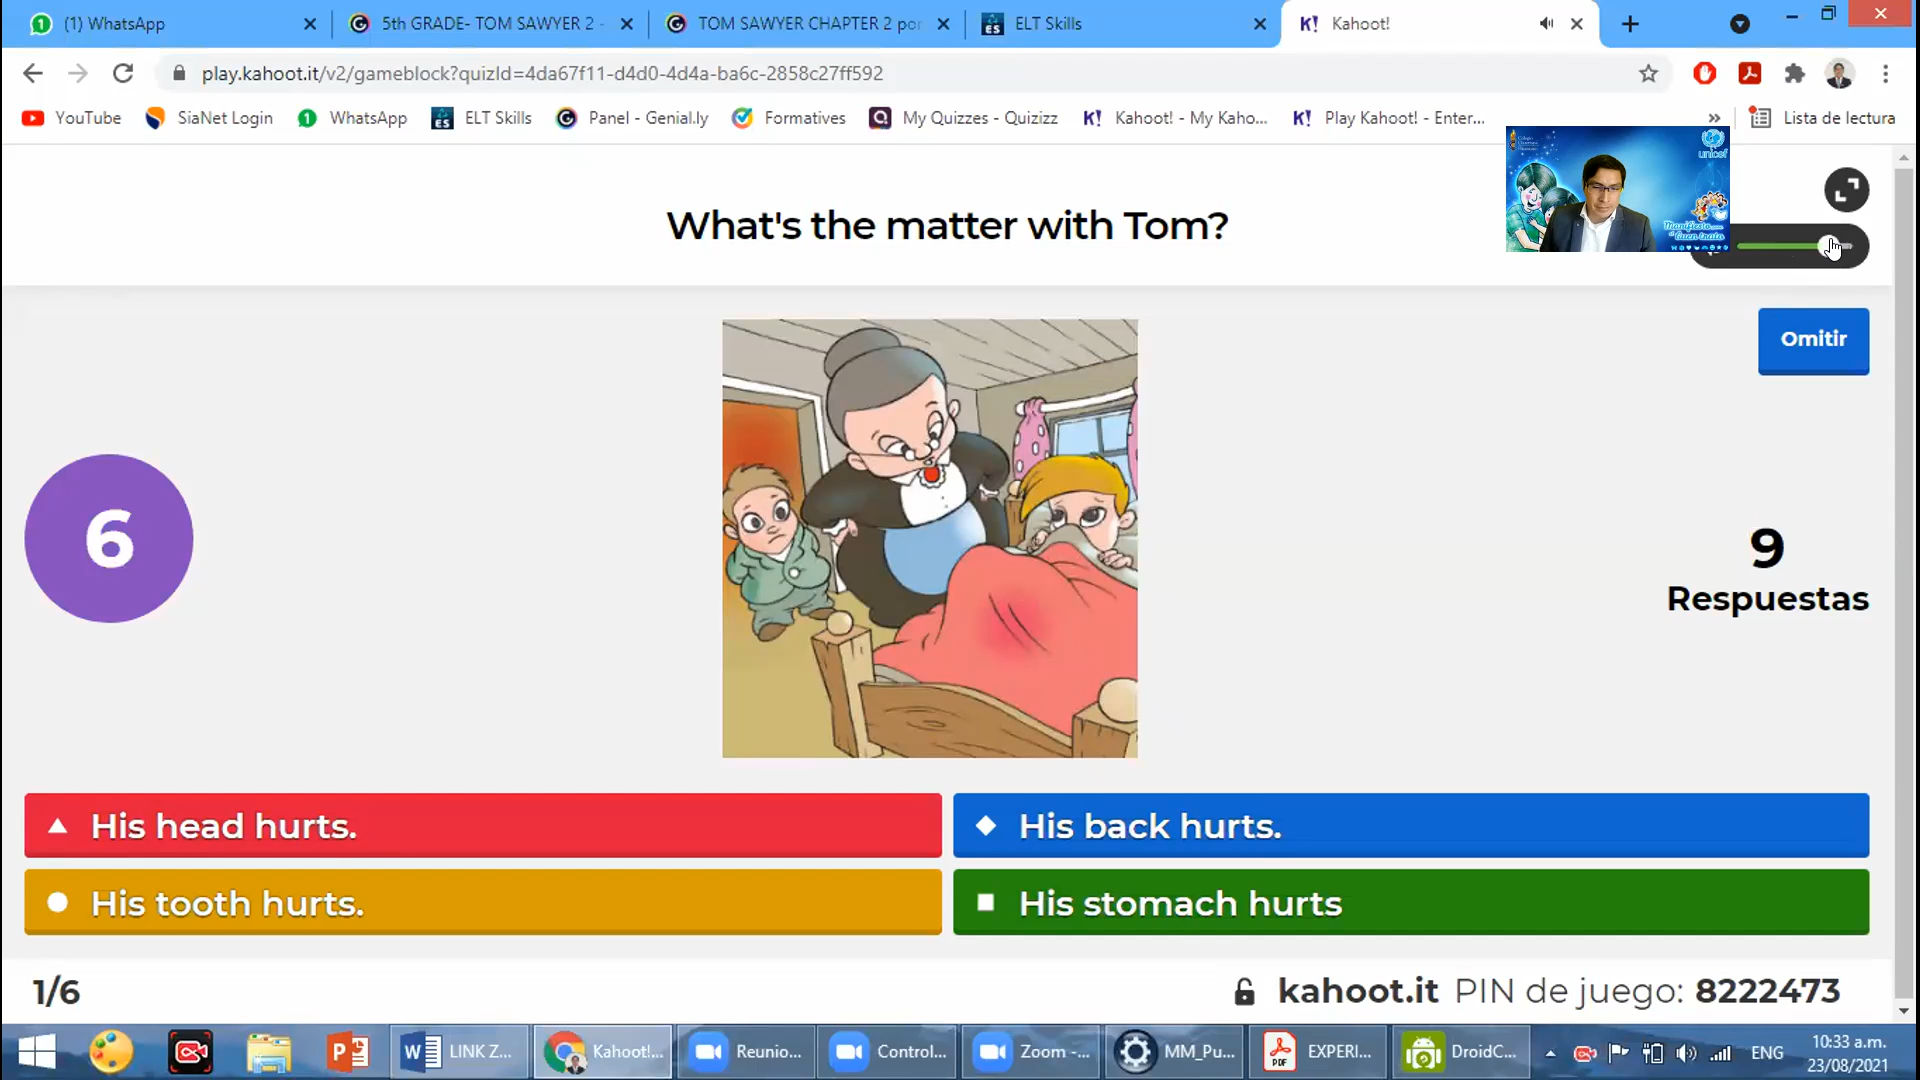 (1) WhatsApp
5th GRADE- TOM SAWYER 2 -
TOM SAWYER CHAPTER 2 por
ELT Skills
Kahoot!
play.kahoot.it/v2/gameblock?quizId=4da67f11-d4d0-4d4a-ba6c-2858c27ff592
YouTube
SiaNet Login
WhatsApp
ELT Skills
Panel - Genial.ly
Formatives
My Quizzes - Quizizz
Kahoot! - My Kaho...
Play Kahoot! - Enter...
»
Lista de lectura
unicef
What's the matter with Tom?
Omitir
6
9
Respuestas
His head hurts.
His back hurts.
His tooth hurts.
His stomach hurts
1/6
kahoot.it PIN de juego: 8222473
LINK Z...
Kahoot!...
Reunio...
Control...
Zoom -...
MM_Pu...
EXPERI...
DroidC...
ENG
10:33 a.m.
23/08/2021